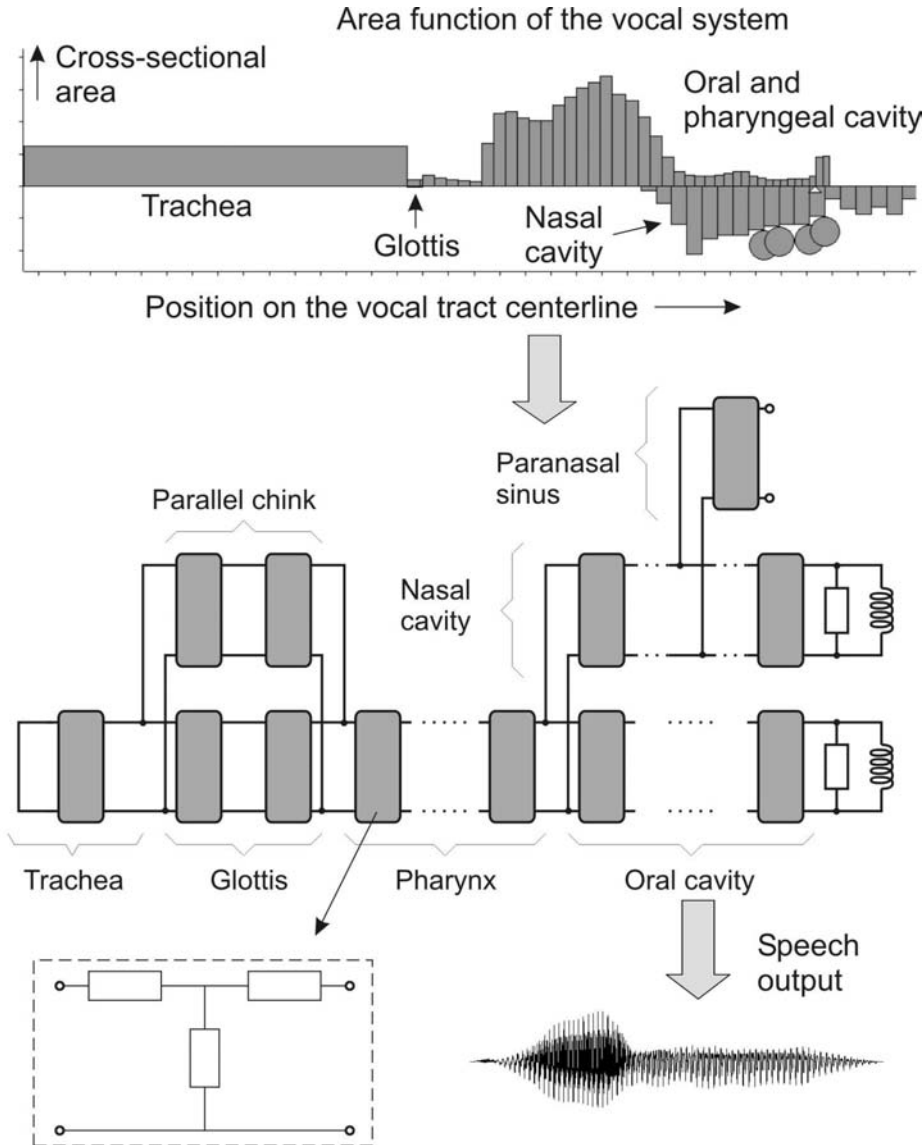 Area function of the vocal system
Cross-sectional
area
Oral and
pharyngeal cavity
Trachea
Glottis
Nasal
cavity
Position on the vocal tract centerline
Paranasal
sinus
Parallel chink
Nasal
cavity
Trachea
Glottis
Pharynx
Oral cavity
Speech
output